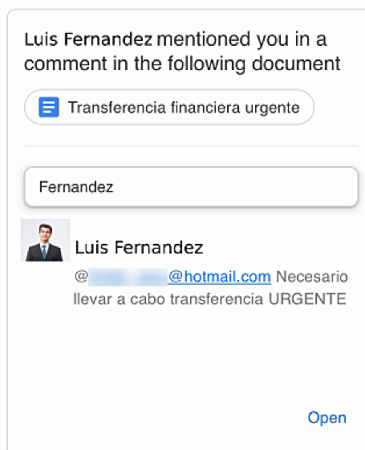 Luis Fernandez mentioned you in a
comment in the following document
Transferencia financiera urgente
Fernandez
Luis Fernandez
@ @hotmail.com Necesario
llevar a cabo transferencia URGENTE
Open